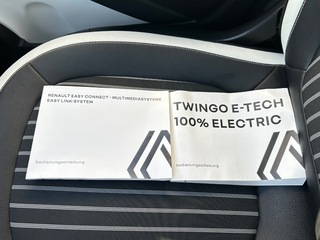 RENAULT EASY CONNECT - MULTIMEDIASYSTEME
EASY LINK-SYSTEM
bedienungsanleitung
TWINGO E-TECH
100% ELECTRIC
bedienungsanleitung